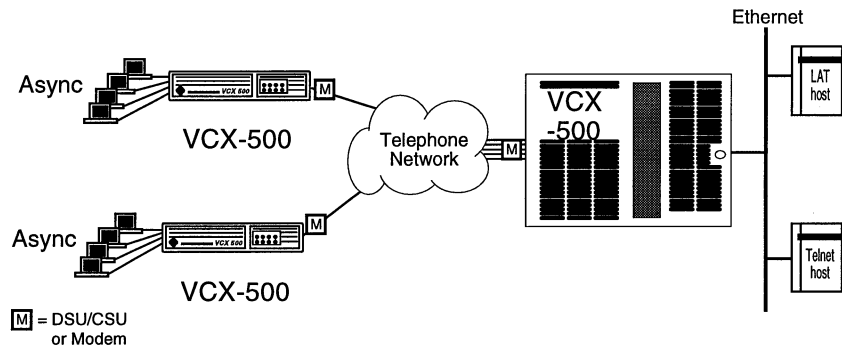 Ethernet
Async
M
VCX 500
VCX-500
Telephone
Network
M
VCX
-500
LAT
host
Async
M
VCX 500
VCX-500
Telnet
host
M = DSU/CSU
or Modem